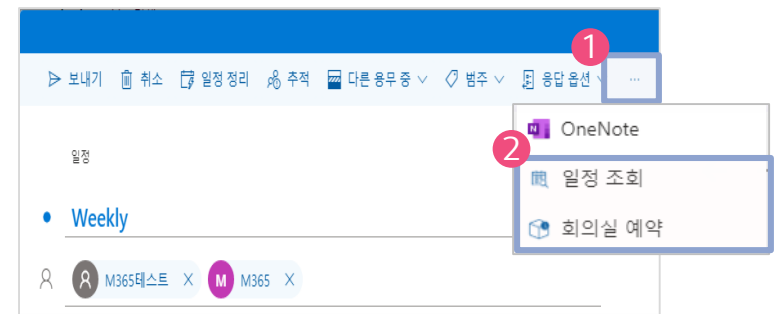 1
보내기 취소 일정 정리 추적 다른 용무 중 범주 응답 옵션 ...
OneNote
2
일정
일정 조회
Weekly
회의실 예약
M365테스트 X M M365 X